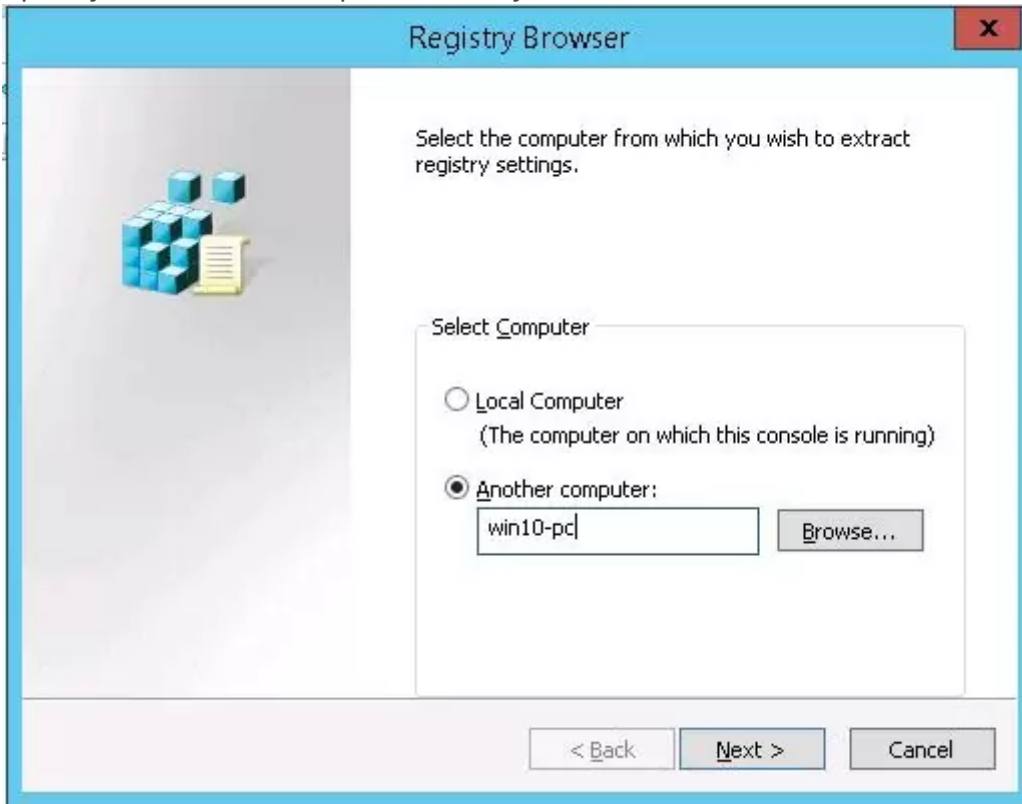 Registry Browser
x
Select the computer from which you wish to extract
registry settings.
Select Computer
Local Computer
(The computer on which this console is running)
Another computer:
win10-pc
Browse...
< Back
Next >
Cancel